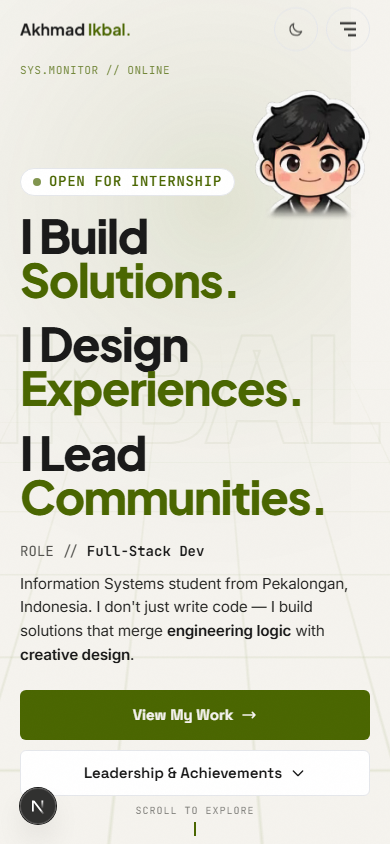 Akhmad Ikbal.
SYS.MONITOR // ONLINE
OPEN FOR INTERNSHIP
I Build
Solutions.
I Design
Experiences.
I Lead
Communities.
IKBAL
ROLE // Full-Stack Dev
Information Systems student from Pekalongan,
Indonesia. I don't just write code — I build
solutions that merge engineering logic with
creative design.
View My Work →
Leadership & Achievements
N
SCROLL TO EXPLORE